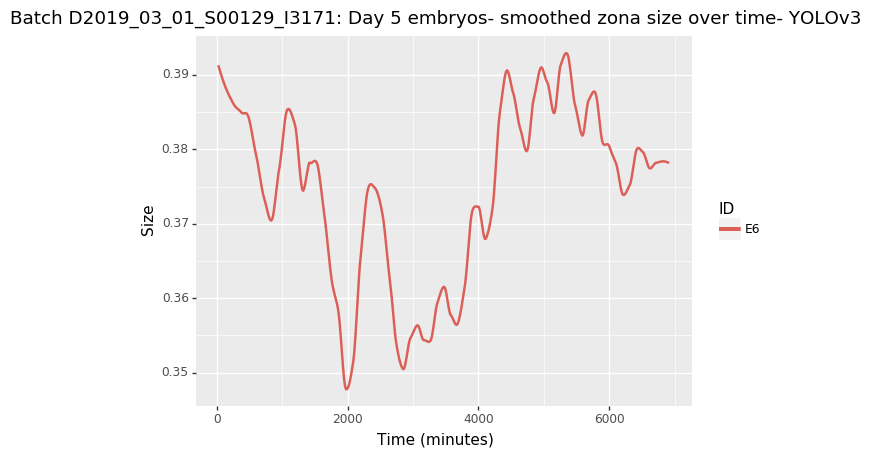 Batch D2019_03_01_S00129_I3171: Day 5 embryos- smoothed zona size over time- YOLOv3
0.39
0.38
0.37
0.36
0.35
Size
0
2000
4000
6000
Time (minutes)
ID
E6